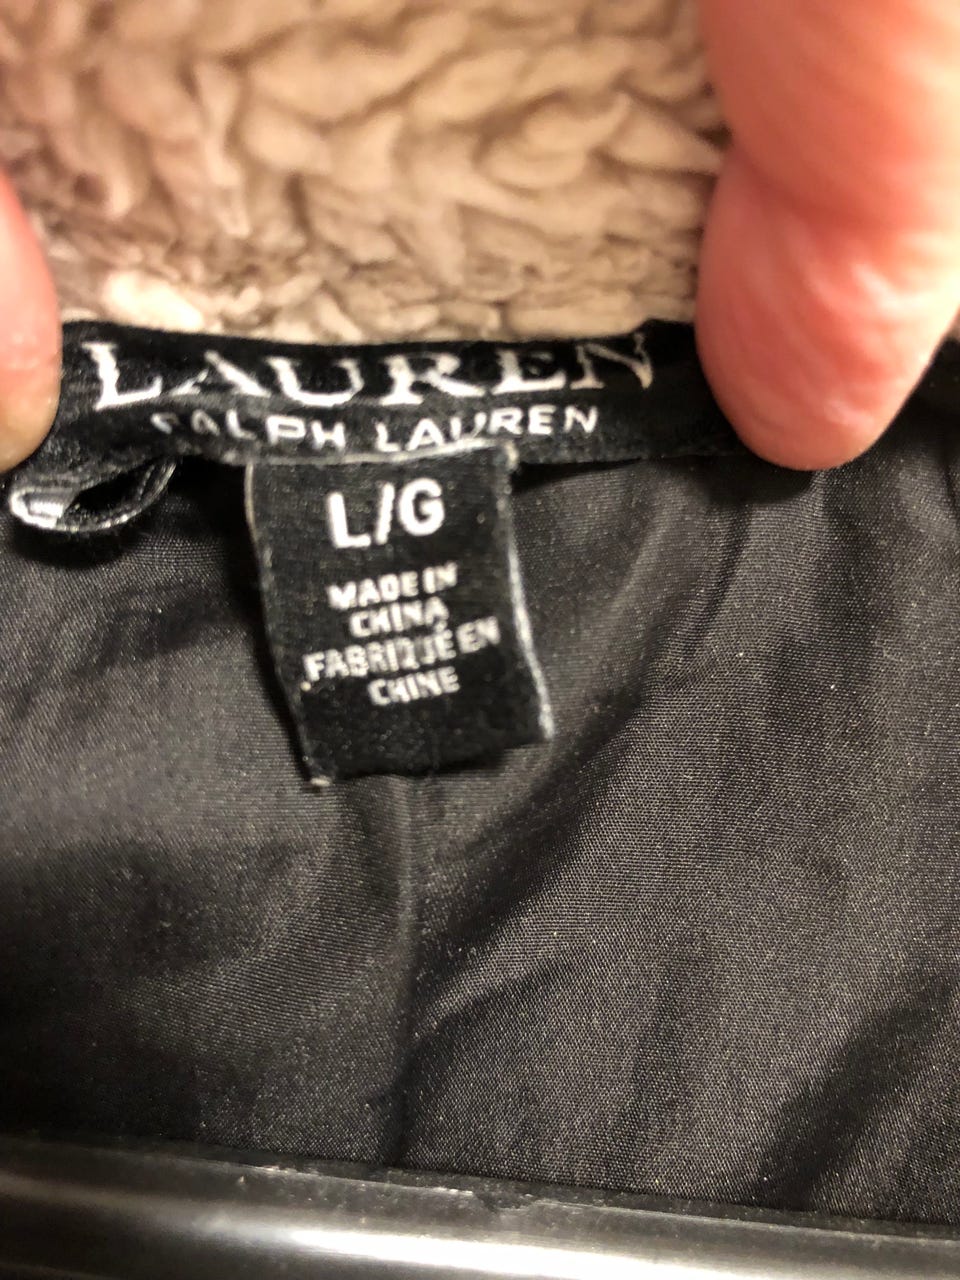 LAUREN
RALPH LAUREN
L/G
MADE IN
CHINA
FABRIQUÉ EN
CHINE